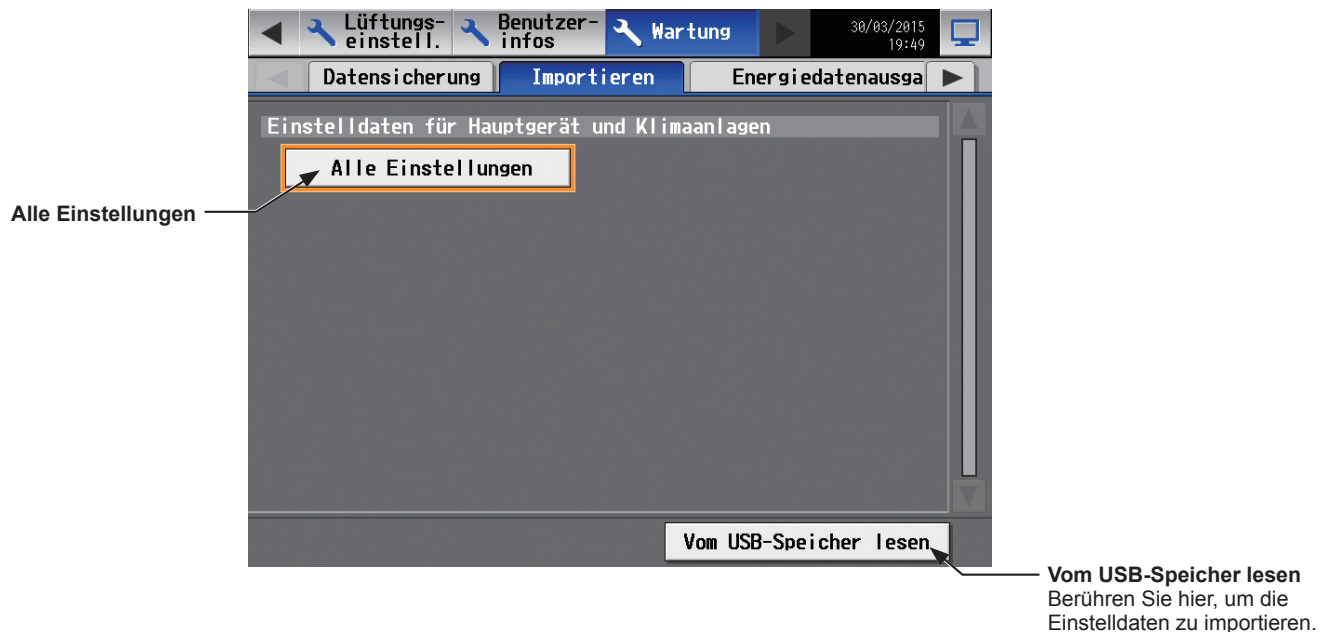 Lüftungs-
einstell.
Benutzer-
infos
Wartung
30/03/2015
19:49
Datensicherung
Importieren
Energiedatenausga
Einstelldaten für Hauptgerät und Klimaanlagen
Alle Einstellungen
Alle Einstellungen
Vom USB-Speicher lesen
Vom USB-Speicher lesen
Berühren Sie hier, um die
Einstelldaten zu importieren.